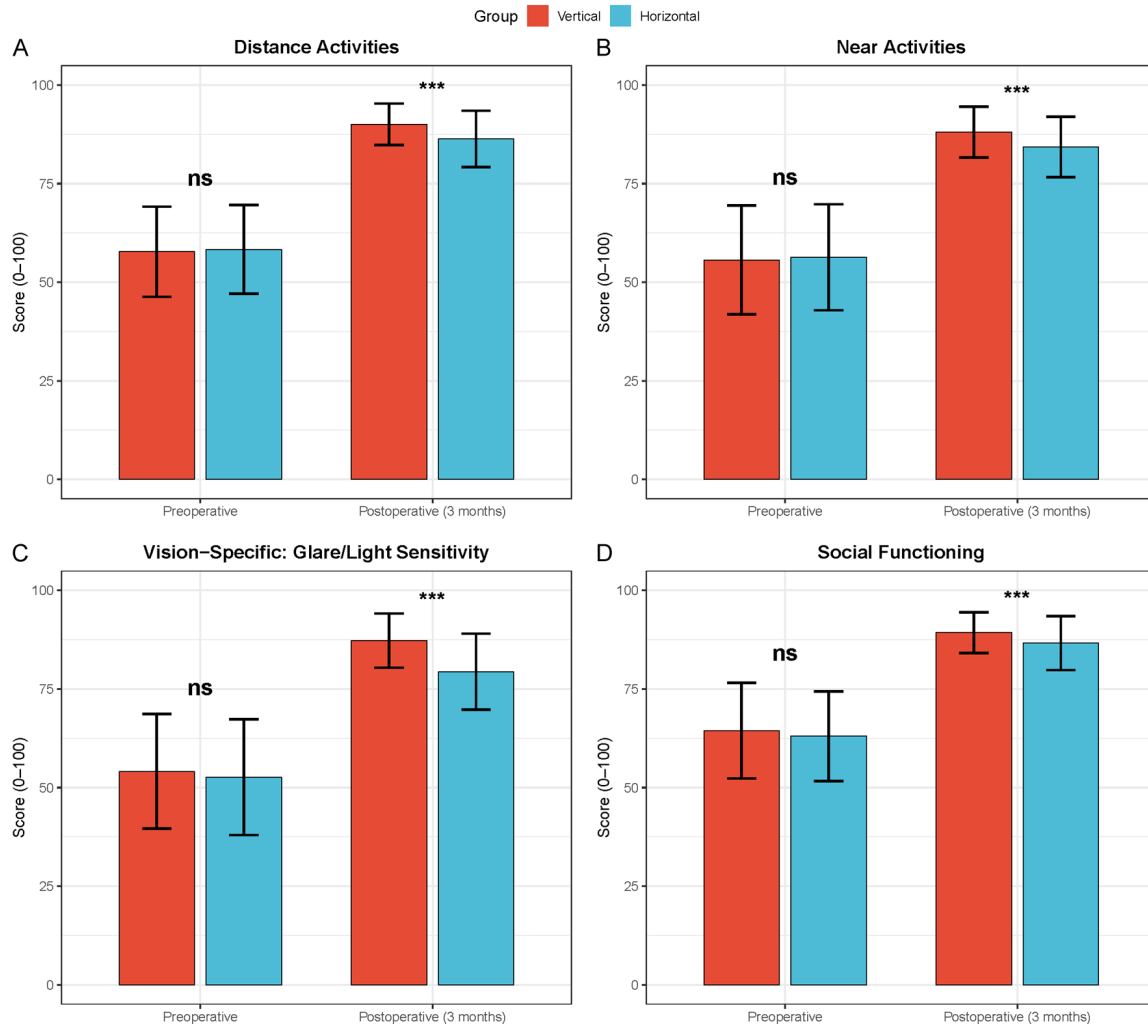 Group Vertical Horizontal
A Distance Activities
100
75
50
25
0
Score (0–100)
ns
***
Preoperative Postoperative (3 months)
B Near Activities
100
75
50
25
0
Score (0–100)
ns
***
Preoperative Postoperative (3 months)
C Vision−Specific: Glare/Light Sensitivity
100
75
50
25
0
Score (0–100)
ns
***
Preoperative Postoperative (3 months)
D Social Functioning
100
75
50
25
0
Score (0–100)
ns
***
Preoperative Postoperative (3 months)